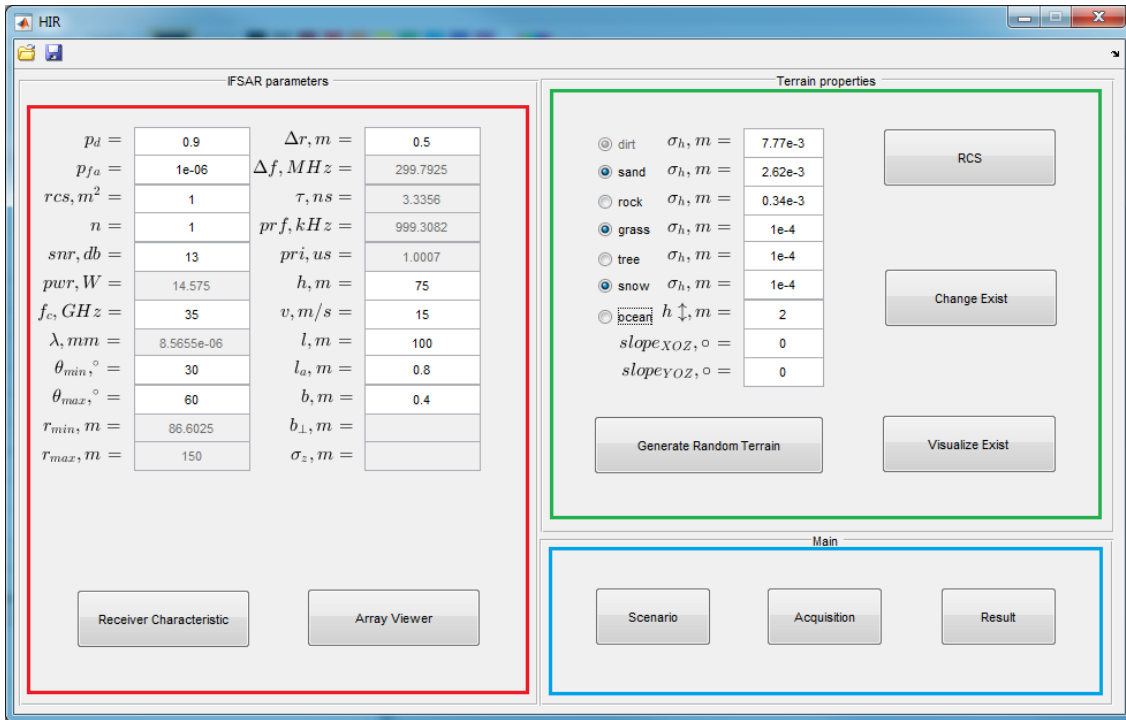 HIR
IFSAR parameters
p_d = 0.9 Δr, m = 0.5
p_fa = 1e-06 Δf, MHz = 299.7925
rcs, m² = 1 τ, ns = 3.3356
n = 1 prf, kHz = 999.3082
snr, db = 13 pri, us = 1.0007
pwr, W = 14.575 h, m = 75
f_c, GHz = 35 v, m/s = 15
λ, mm = 8.5655e-06 l, m = 100
θ_min, ° = 30 l_a, m = 0.8
θ_max, ° = 60 b, m = 0.4
r_min, m = 86.6025 b_⊥, m =
r_max, m = 150 σ_z, m =
Receiver Characteristic Array Viewer
Terrain properties
dirt σ_h, m = 7.77e-3
sand σ_h, m = 2.62e-3
rock σ_h, m = 0.34e-3
grass σ_h, m = 1e-4
tree σ_h, m = 1e-4
snow σ_h, m = 1e-4
ocean h ↕, m = 2
slope_XOZ, ∘ = 0
slope_YOZ, ∘ = 0
RCS
Change Exist
Generate Random Terrain Visualize Exist
Main
Scenario Acquisition Result